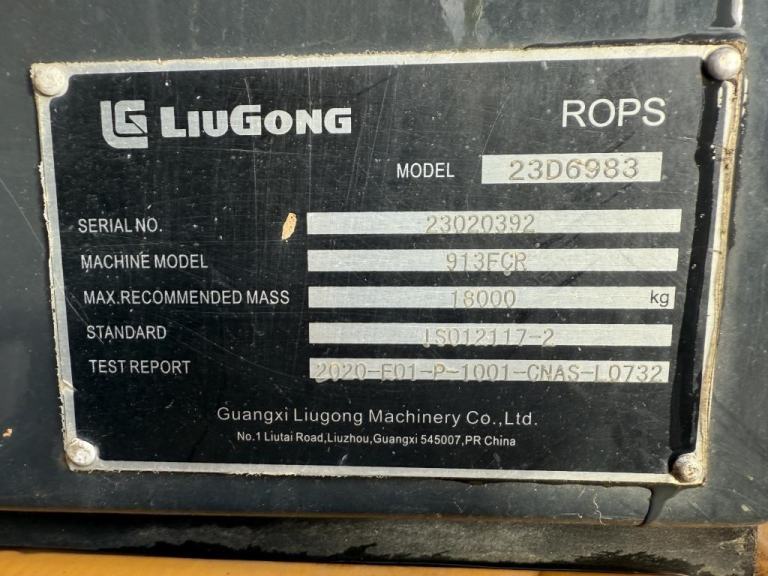 LG LIUGONG ROPS
MODEL 23D6983
SERIAL NO. 23020392
MACHINE MODEL 913FCR
MAX.RECOMMENDED MASS 18000 kg
STANDARD ISO12117-2
TEST REPORT 2020-E01-P-1001-CNAS-L0732
Guangxi Liugong Machinery Co.,Ltd.
No.1 Liutai Road,Liuzhou,Guangxi 545007,PR China